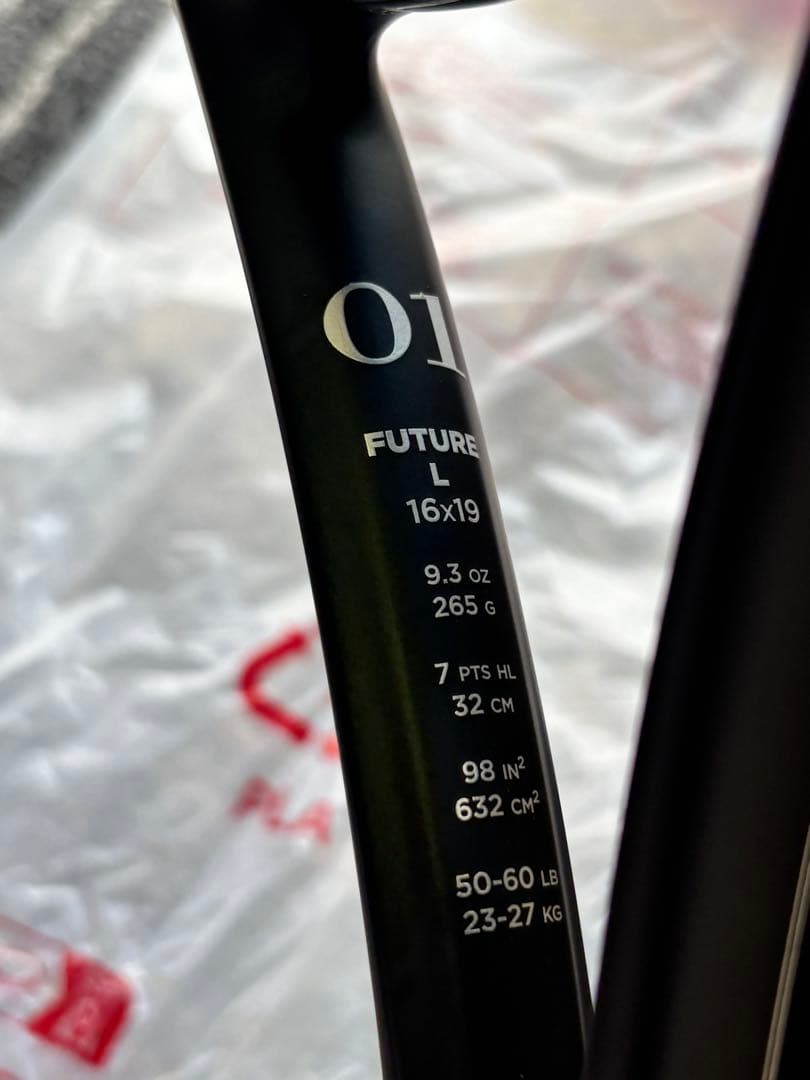 01
FUTURE
L
16x19
9.3 OZ
265 G
7 PTS HL
32 CM
98 IN²
632 CM²
50-60 LB
23-27 KG